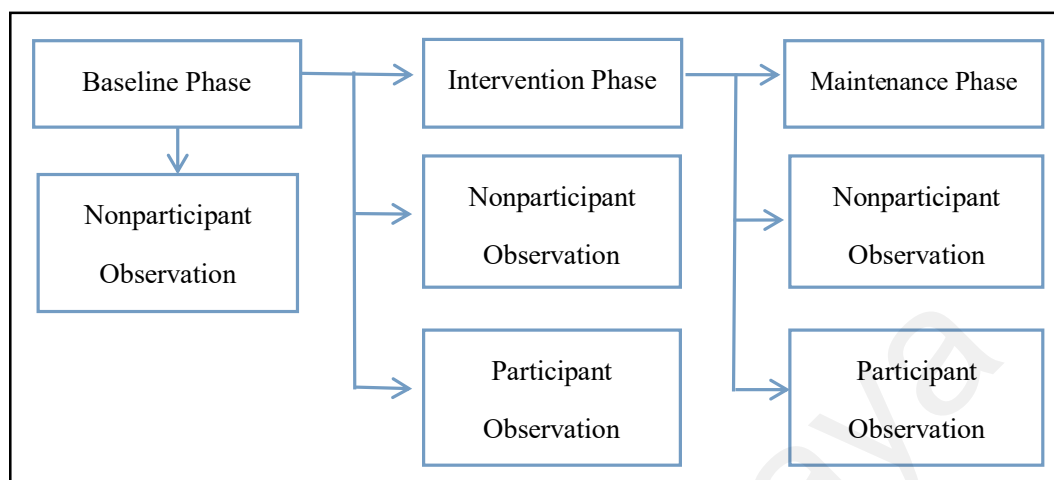 Baseline Phase
Intervention Phase
Maintenance Phase
Nonparticipant
Observation
Nonparticipant
Observation
Nonparticipant
Observation
Participant
Observation
Participant
Observation